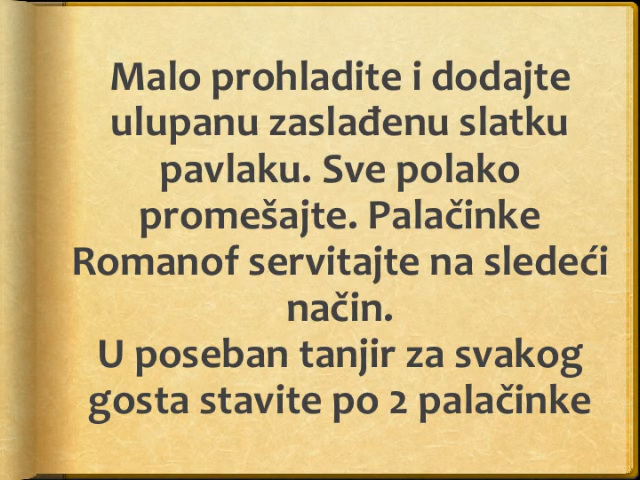 Malo prohladite i dodajte
ulupanu zaslađenu slatku
pavlaku. Sve polako
promešajte. Palačinke
Romanof servitajte na sledeći
način.
U poseban tanjir za svakog
gosta stavite po 2 palačinke